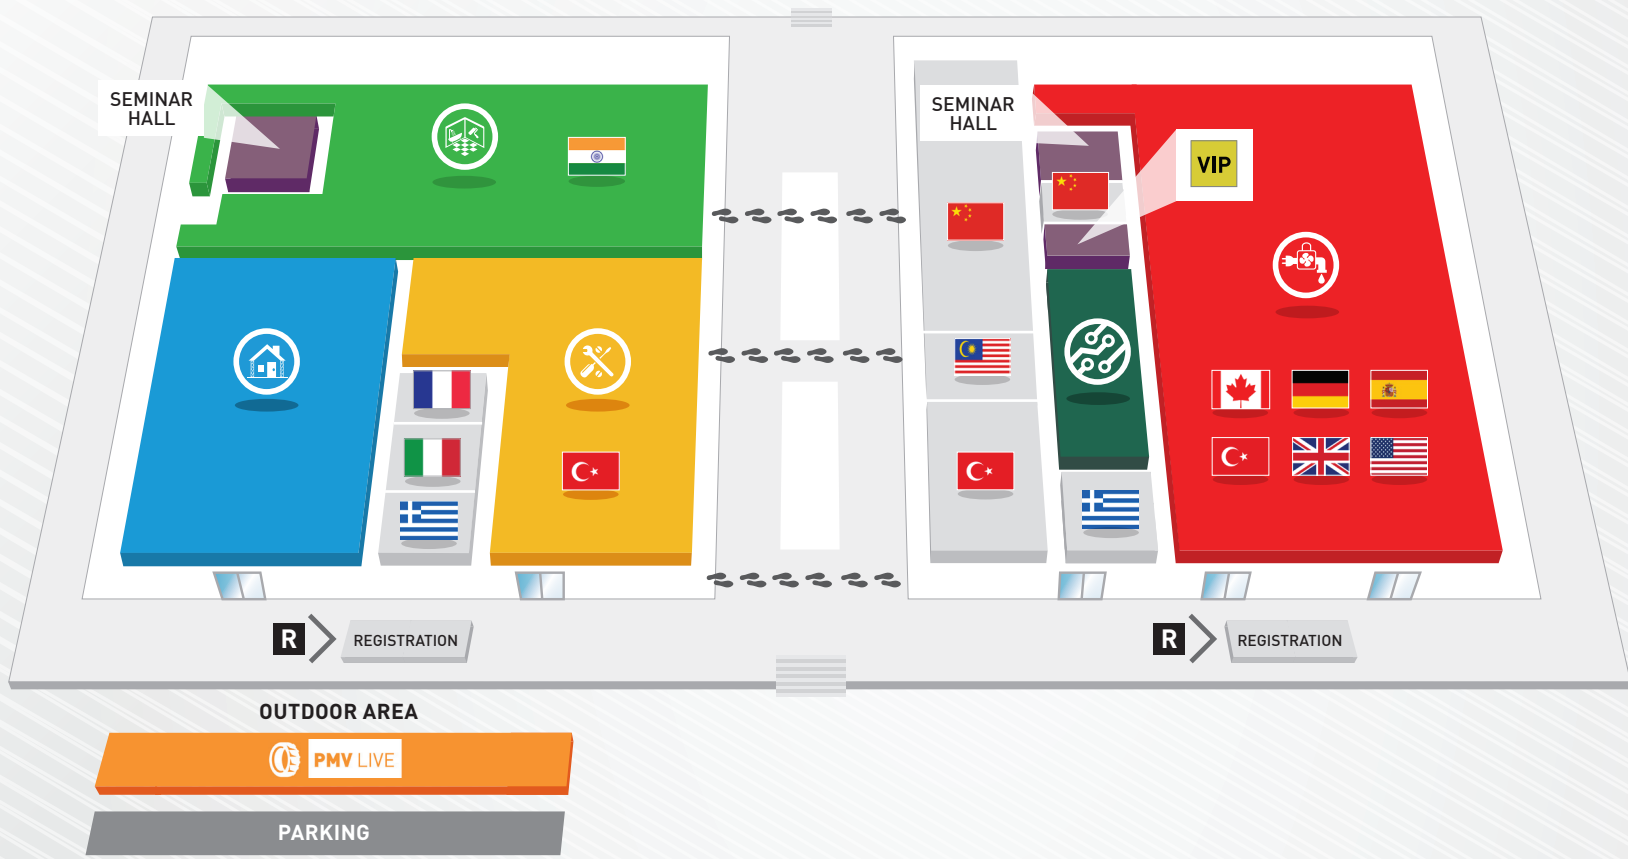 SEMINAR
HALL
SEMINAR
HALL
VIP
R
REGISTRATION
R
REGISTRATION
OUTDOOR AREA
PMV LIVE
PARKING